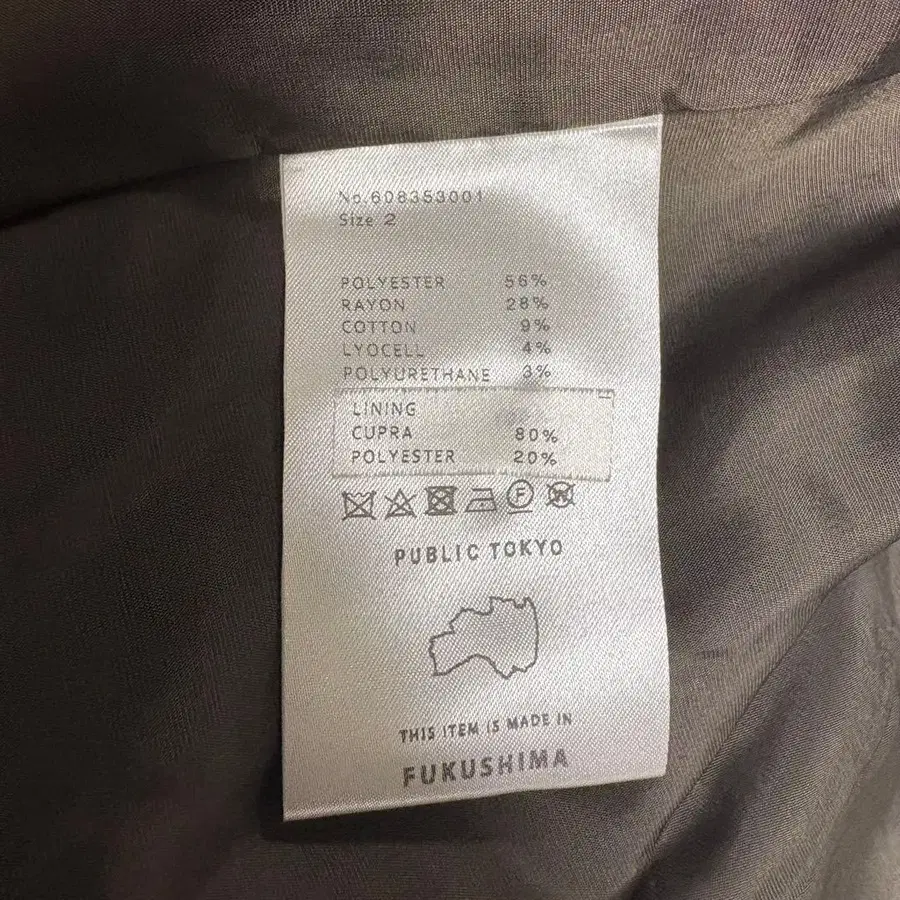 No.608353001
Size 2
POLYESTER 56%
RAYON 28%
COTTON 9%
LYOCELL 4%
POLYURETHANE 3%
LINING
CUPRA 80%
POLYESTER 20%
F W
PUBLIC TOKYO
THIS ITEM IS MADE IN
FUKUSHIMA